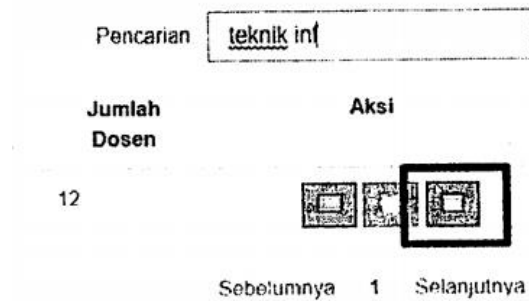 Pencarian teknik inf
Jumlah Dosen Aksi
12
Sebelumnya 1 Selanjutnya